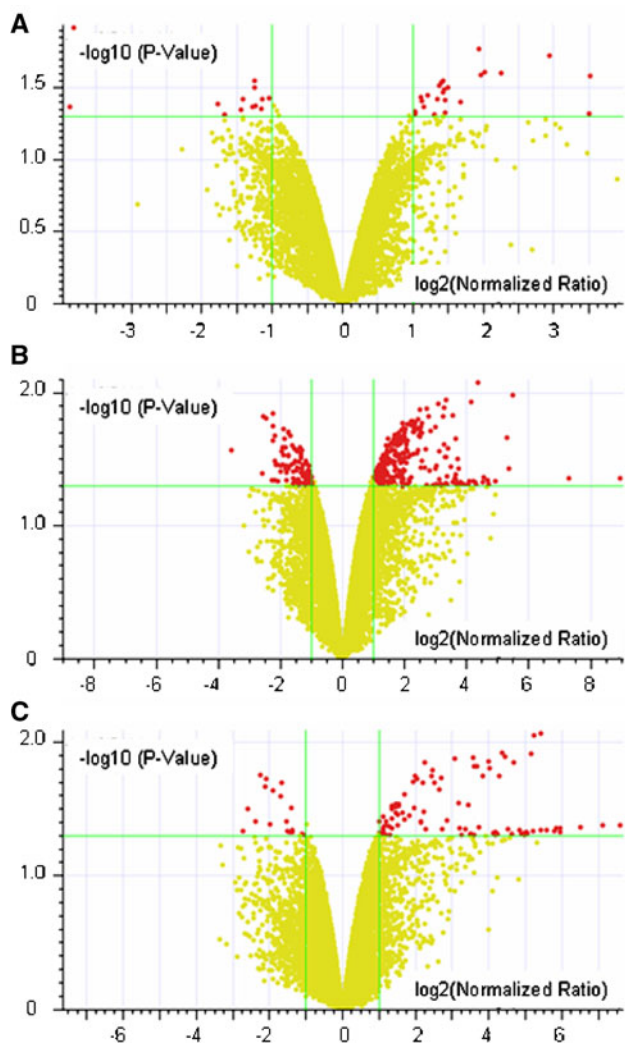 A
-log10 (P-Value)
1.5
1.0
0.5
0
log2(Normalized Ratio)
-3 -2 -1 0 1 2 3
B
-log10 (P-Value)
2.0
1.0
0
log2(Normalized Ratio)
-8 -6 -4 -2 0 2 4 6 8
C
-log10 (P-Value)
2.0
1.0
0
log2(Normalized Ratio)
-6 -4 -2 0 2 4 6